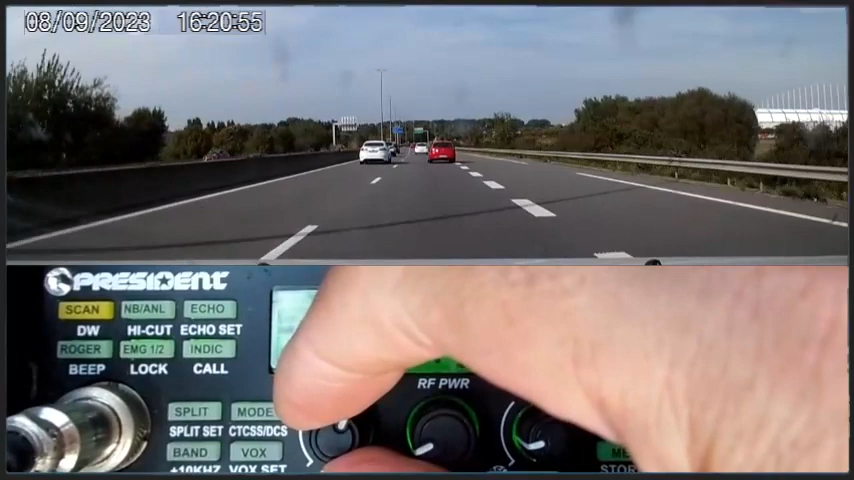 08/09/2023 16:20:55
PRESIDENT
SCAN NB/ANL ECHO
DW HI-CUT ECHO SET
ROGER EMG 1/2 INDIC
BEEP LOCK CALL
RF PWR
SPLIT MODE
SPLIT SET CTCSS/DCS
BAND VOX
+10KHZ VOX SET
STOR